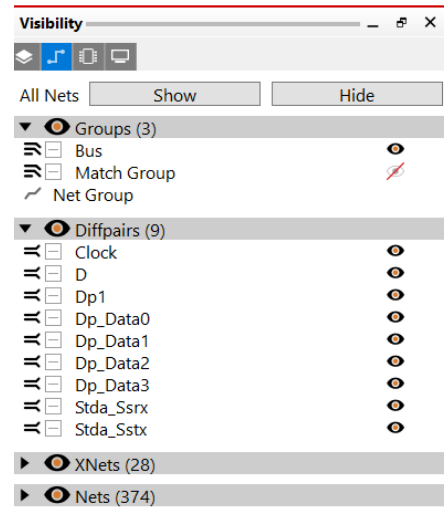 Visibility
All Nets Show Hide
Groups (3)
Bus
Match Group
Net Group
Diffpairs (9)
Clock
D
Dp1
Dp_Data0
Dp_Data1
Dp_Data2
Dp_Data3
Stda_Ssrx
Stda_Sstx
XNets (28)
Nets (374)